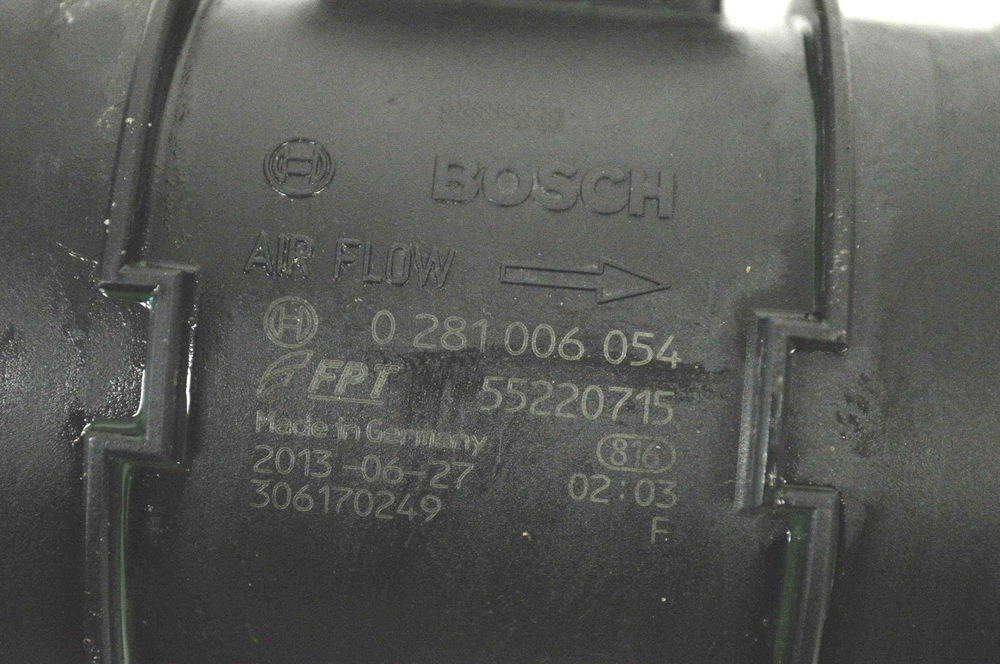 BOSCH
AIR FLOW
0 281 006 054
FPT 55220715
Made in Germany
2013-06-27 816
306170249 02:03
F